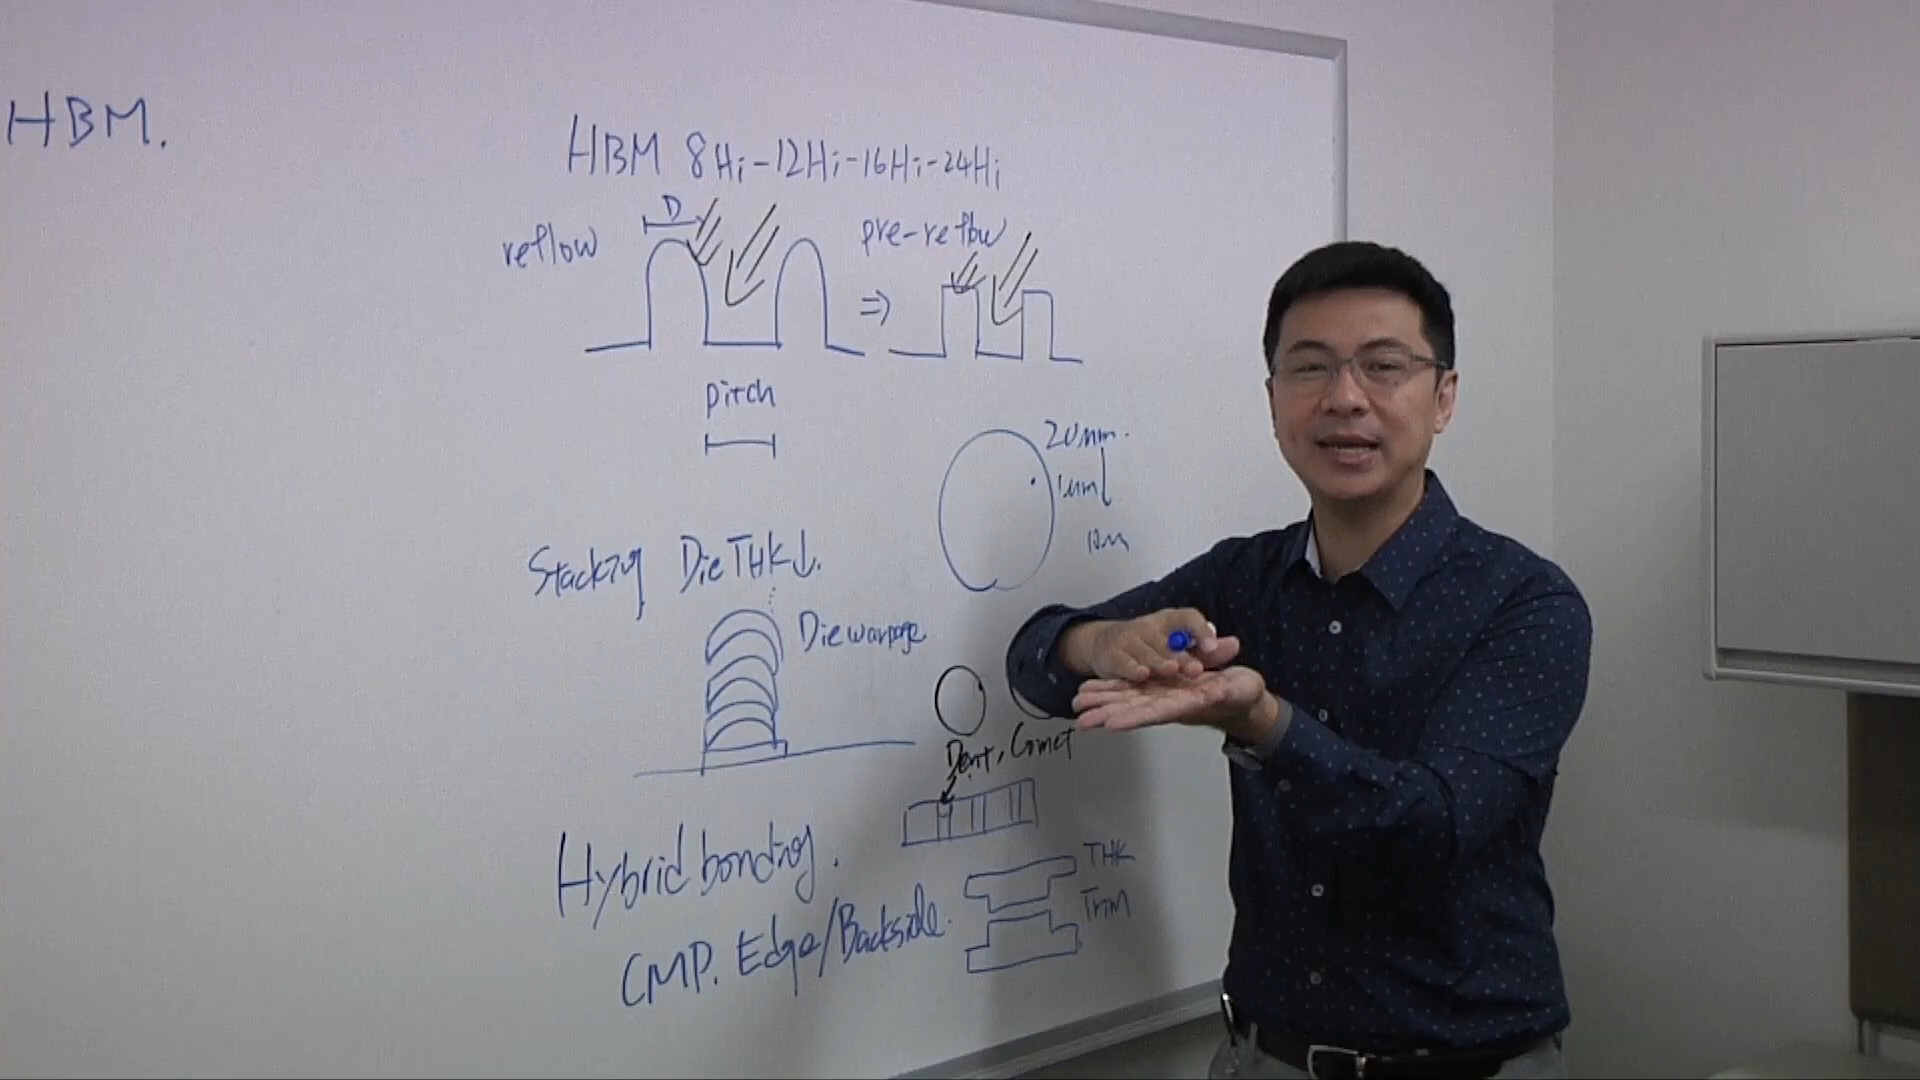 HBM.
HBM 8Hi-12Hi-16Hi-24Hi
D
reflow
pre-reflow
⇒
pitch
20nm.
1um↓
Stacking Die THK↓.
Die warpage
Dent, Comet
Hybrid bonding.
THK
Trim
CMP. Edge/Backside.